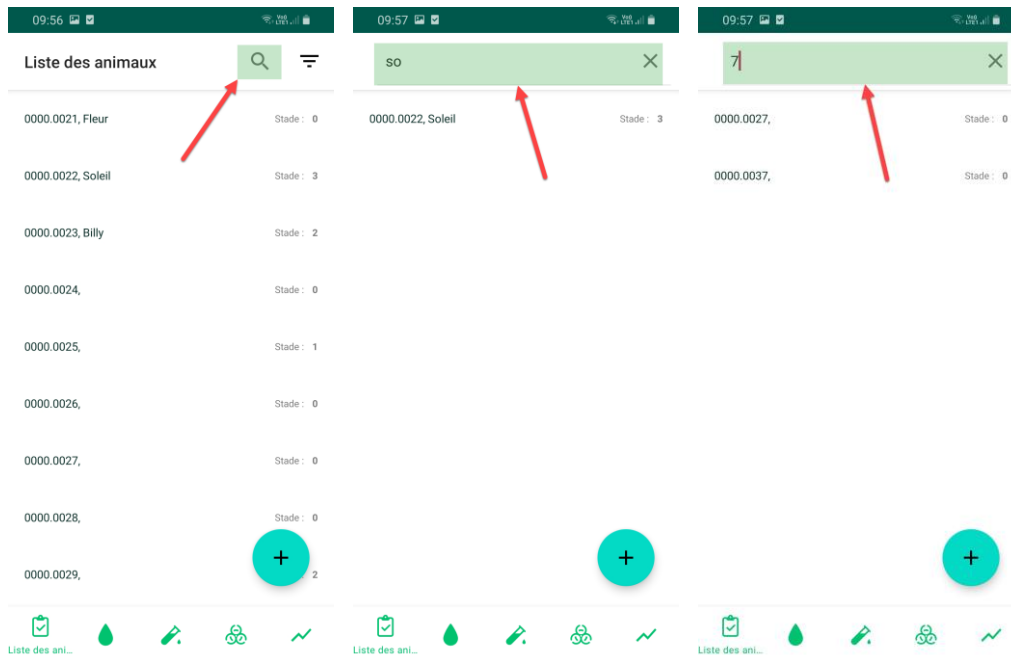 09:56
Liste des animaux
0000.0021, Fleur Stade : 0
0000.0022, Soleil Stade : 3
0000.0023, Billy Stade : 2
0000.0024, Stade : 0
0000.0025, Stade : 1
0000.0026, Stade : 0
0000.0027, Stade : 0
0000.0028, Stade : 0
0000.0029, 2
Liste des ani...
09:57
so
0000.0022, Soleil Stade : 3
Liste des ani...
09:57
7
0000.0027, Stade : 0
0000.0037, Stade : 0
Liste des ani...